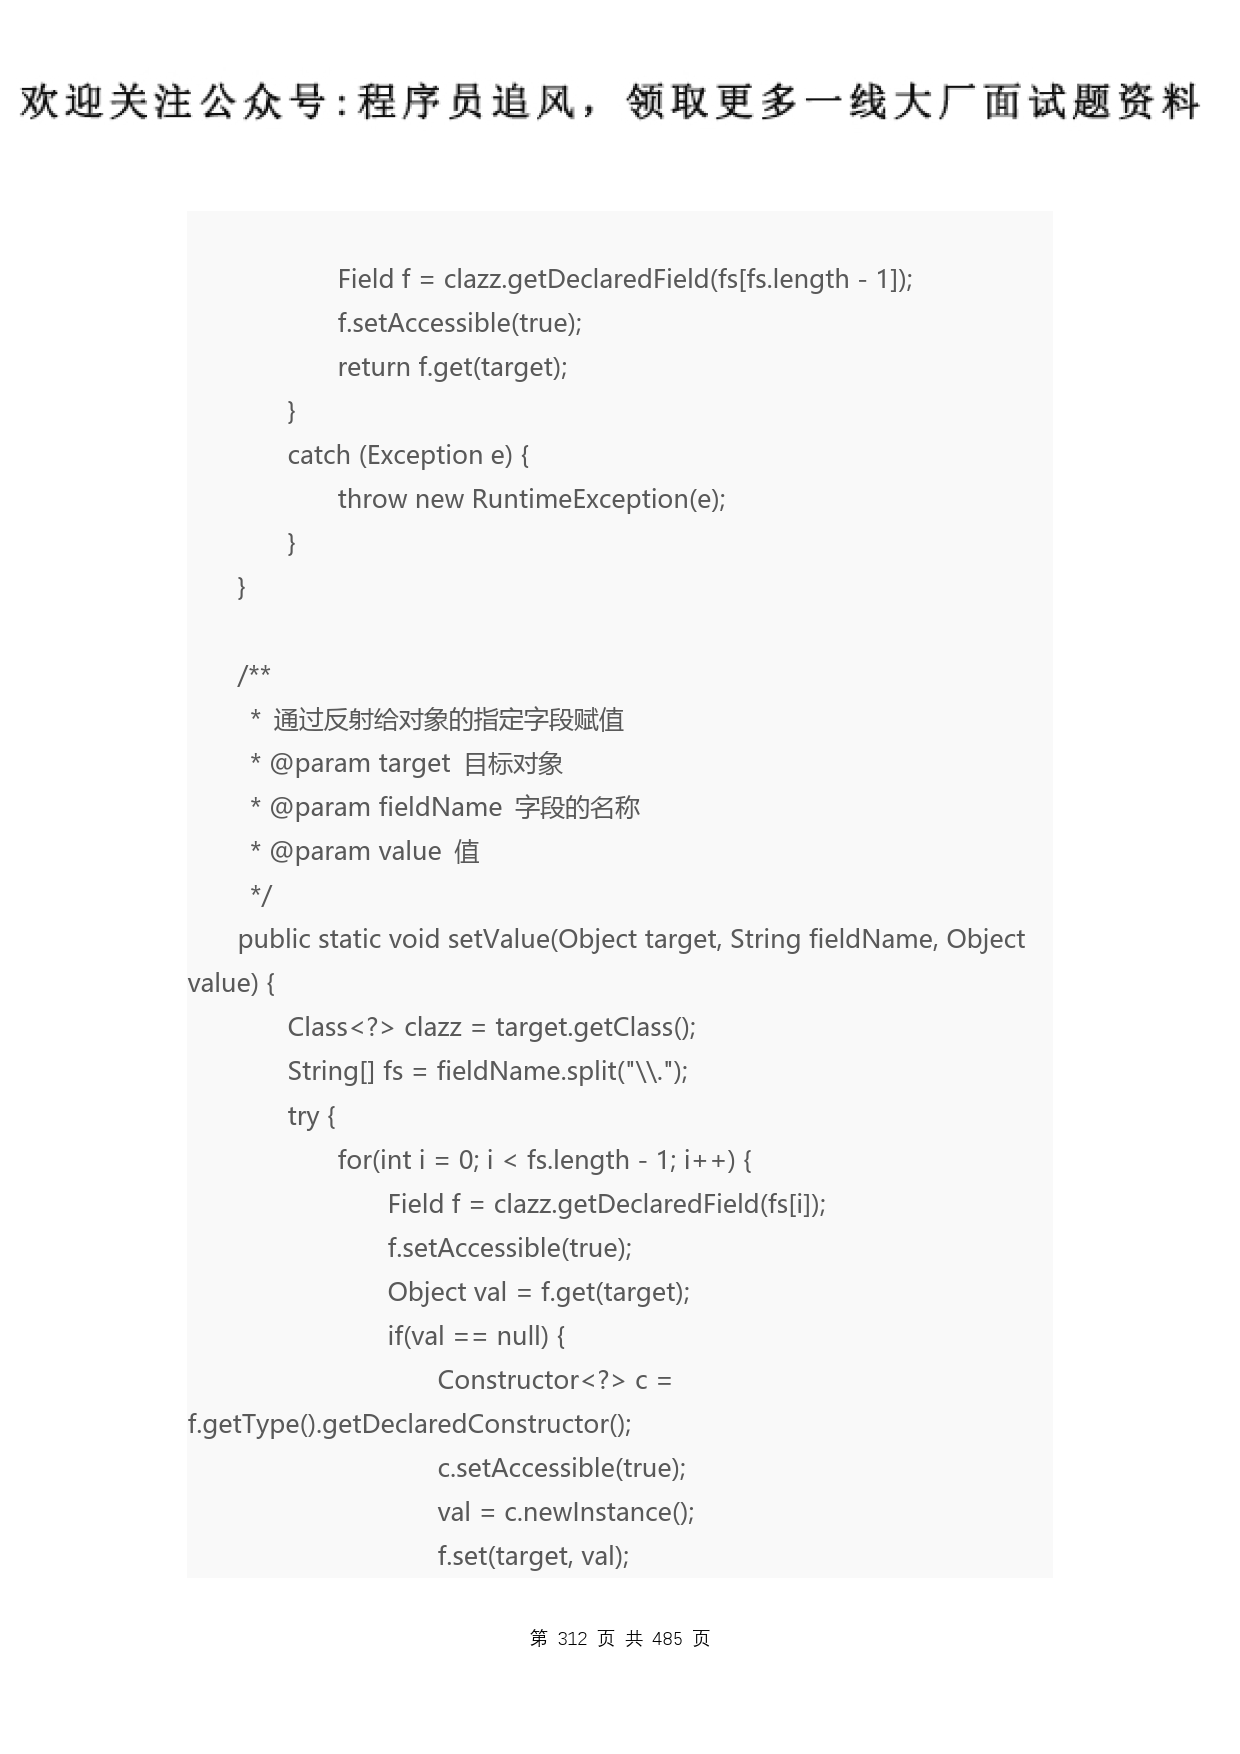 欢迎关注公众号:程序员追风，领取更多一线大厂面试题资料
Field f = clazz.getDeclaredField(fs[fs.length - 1]);
f.setAccessible(true);
return f.get(target);
}
catch (Exception e) {
throw new RuntimeException(e);
}
}
/**
* 通过反射给对象的指定字段赋值
* @param target 目标对象
* @param fieldName 字段的名称
* @param value 值
*/
public static void setValue(Object target, String fieldName, Object
value) {
Class<?> clazz = target.getClass();
String[] fs = fieldName.split("\\.");
try {
for(int i = 0; i < fs.length - 1; i++) {
Field f = clazz.getDeclaredField(fs[i]);
f.setAccessible(true);
Object val = f.get(target);
if(val == null) {
Constructor<?> c =
f.getType().getDeclaredConstructor();
c.setAccessible(true);
val = c.newInstance();
f.set(target, val);
第 312 页 共 485 页